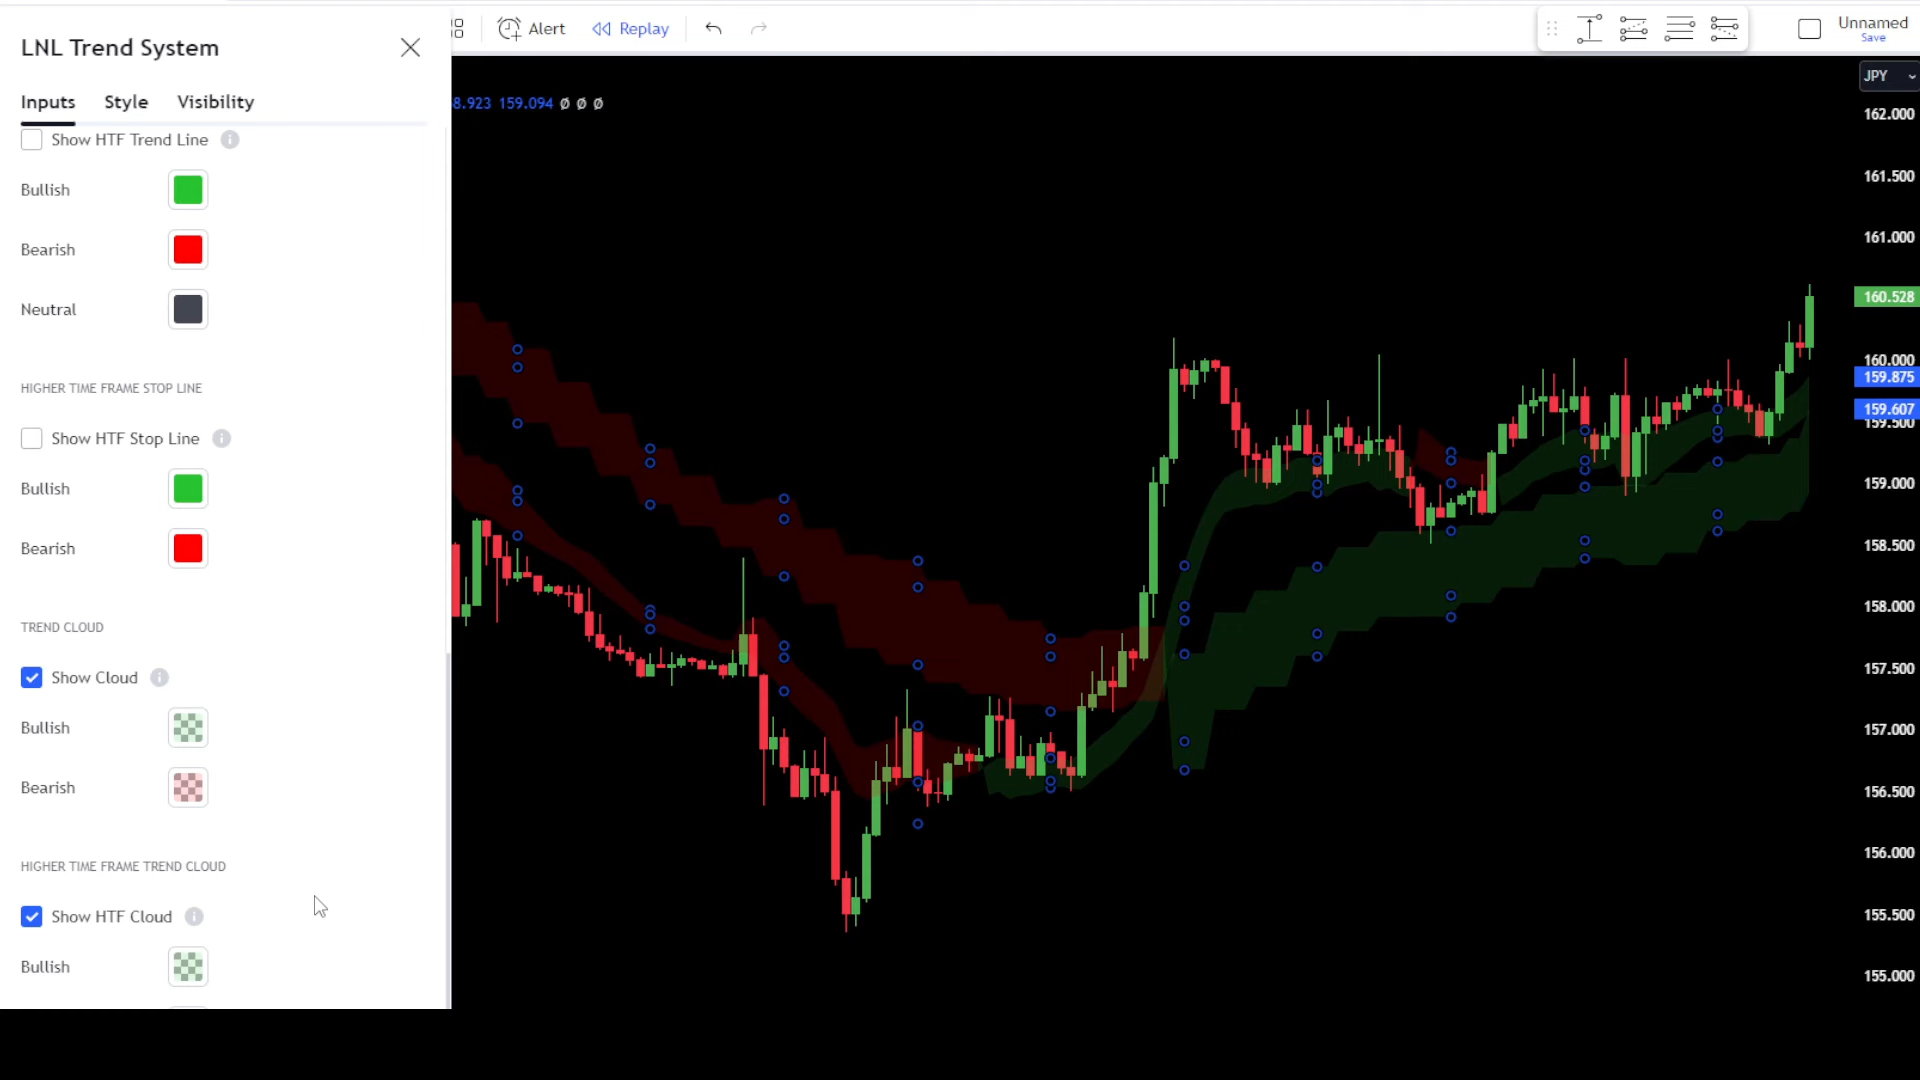 LNL Trend System
Alert Replay
Unnamed
Save
Inputs Style Visibility
8.923 159.094 Ø Ø Ø
JPY
Show HTF Trend Line
Bullish
Bearish
Neutral
HIGHER TIME FRAME STOP LINE
Show HTF Stop Line
Bullish
Bearish
TREND CLOUD
Show Cloud
Bullish
Bearish
HIGHER TIME FRAME TREND CLOUD
Show HTF Cloud
Bullish
162.000
161.500
161.000
160.528
160.000
159.875
159.607
159.500
159.000
158.500
158.000
157.500
157.000
156.500
156.000
155.500
155.000